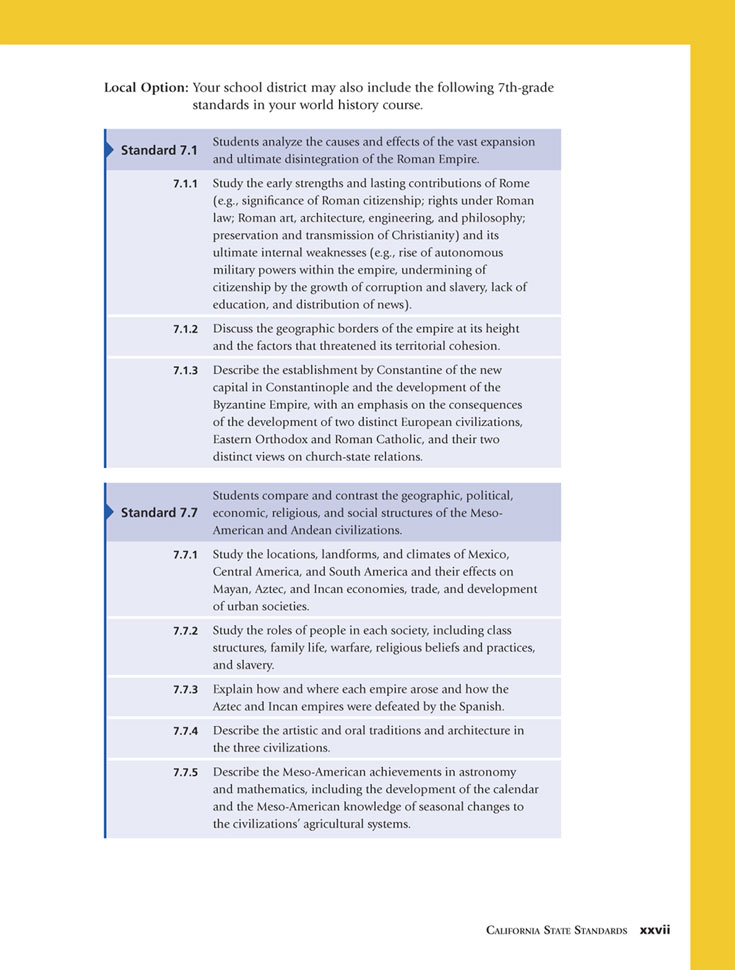 Local Option: Your school district may also include the following 7th-grade
standards in your world history course.
Standard 7.1
Students analyze the causes and effects of the vast expansion
and ultimate disintegration of the Roman Empire.
7.1.1 Study the early strengths and lasting contributions of Rome
(e.g., significance of Roman citizenship; rights under Roman
law; Roman art, architecture, engineering, and philosophy;
preservation and transmission of Christianity) and its
ultimate internal weaknesses (e.g., rise of autonomous
military powers within the empire, undermining of
citizenship by the growth of corruption and slavery, lack of
education, and distribution of news).
7.1.2 Discuss the geographic borders of the empire at its height
and the factors that threatened its territorial cohesion.
7.1.3 Describe the establishment by Constantine of the new
capital in Constantinople and the development of the
Byzantine Empire, with an emphasis on the consequences
of the development of two distinct European civilizations,
Eastern Orthodox and Roman Catholic, and their two
distinct views on church-state relations.
Students compare and contrast the geographic, political,
Standard 7.7 economic, religious, and social structures of the Meso-
American and Andean civilizations.
7.7.1 Study the locations, landforms, and climates of Mexico,
Central America, and South America and their effects on
Mayan, Aztec, and Incan economies, trade, and development
of urban societies.
7.7.2 Study the roles of people in each society, including class
structures, family life, warfare, religious beliefs and practices,
and slavery.
7.7.3 Explain how and where each empire arose and how the
Aztec and Incan empires were defeated by the Spanish.
7.7.4 Describe the artistic and oral traditions and architecture in
the three civilizations.
7.7.5 Describe the Meso-American achievements in astronomy
and mathematics, including the development of the calendar
and the Meso-American knowledge of seasonal changes to
the civilizations’ agricultural systems.
CALIFORNIA STATE STANDARDS xxvii